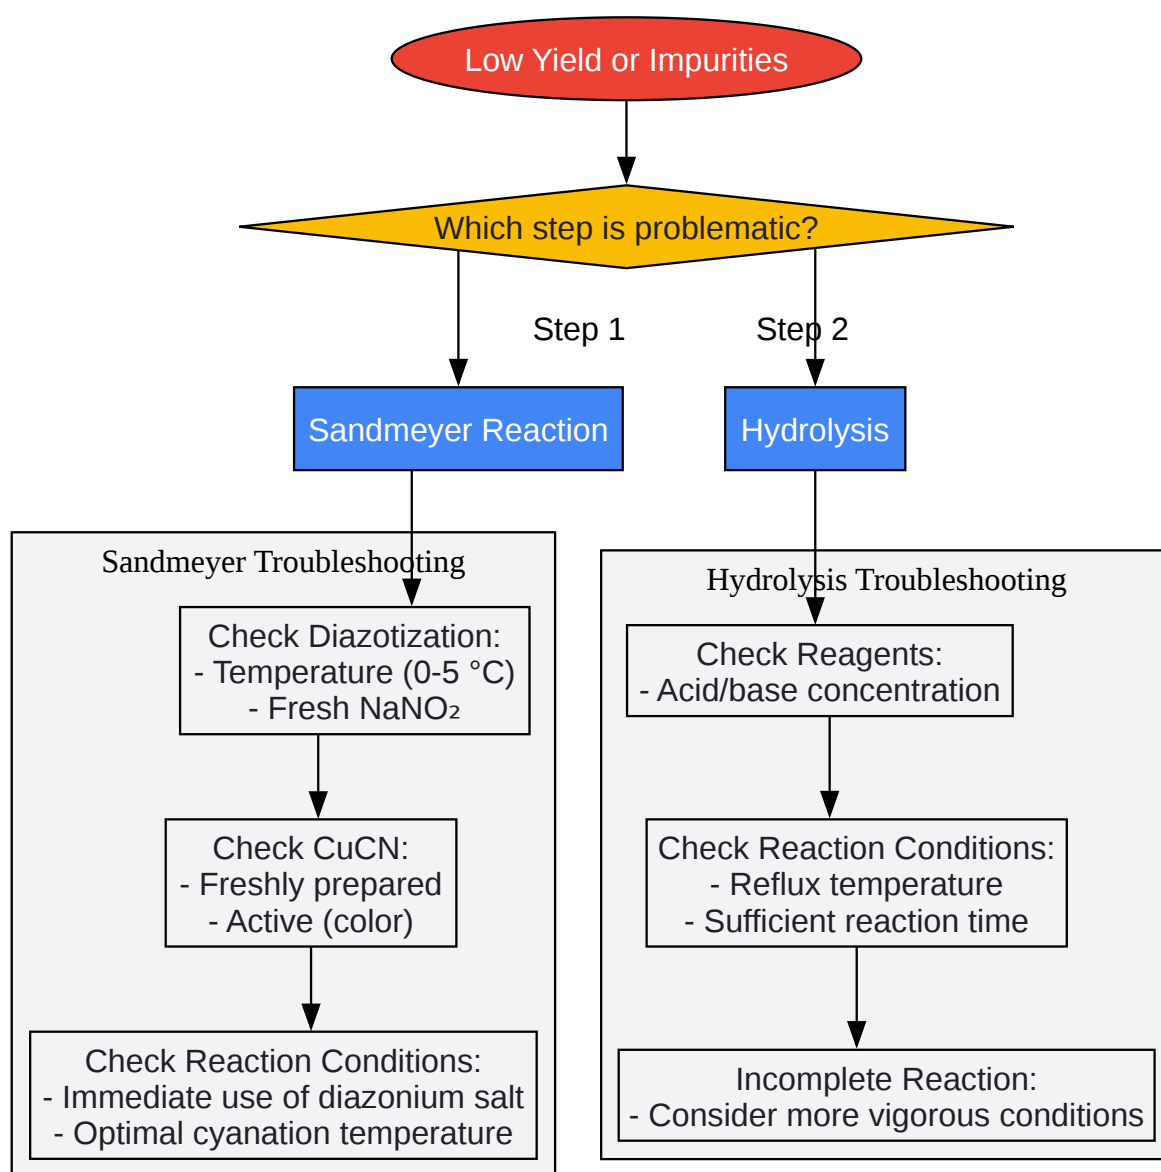 Low Yield or Impurities
Which step is problematic?
Step 1
Step 2
Sandmeyer Reaction
Hydrolysis
Sandmeyer Troubleshooting
Check Diazotization:
- Temperature (0-5 °C)
- Fresh NaNO₂
Check CuCN:
- Freshly prepared
- Active (color)
Check Reaction Conditions:
- Immediate use of diazonium salt
- Optimal cyanation temperature
Hydrolysis Troubleshooting
Check Reagents:
- Acid/base concentration
Check Reaction Conditions:
- Reflux temperature
- Sufficient reaction time
Incomplete Reaction:
- Consider more vigorous conditions